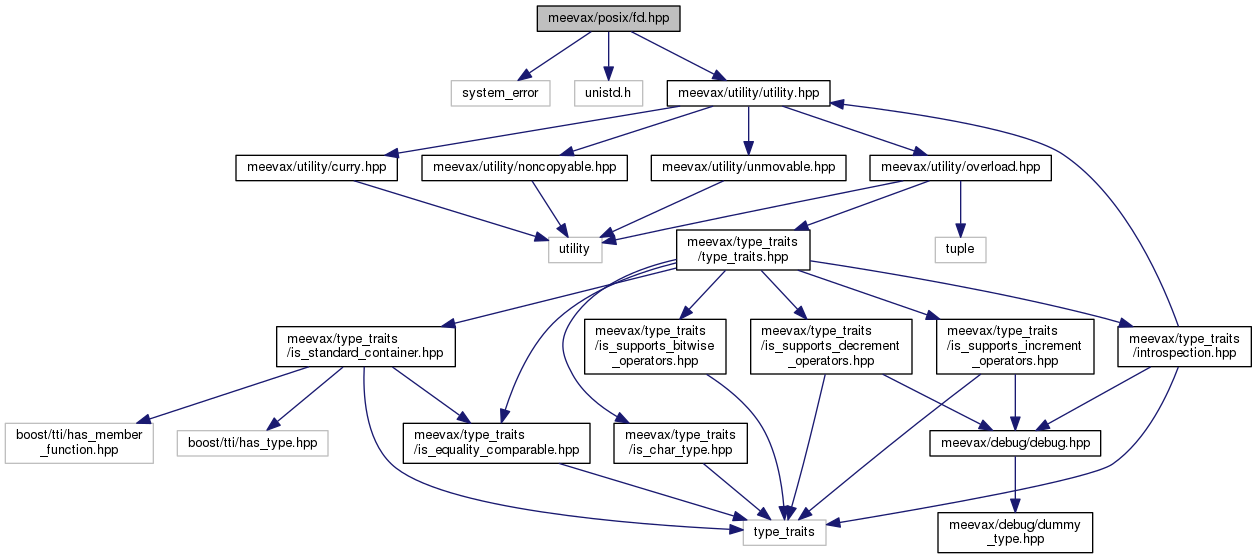 meevax/posix/fd.hpp
system_error
unistd.h
meevax/utility/utility.hpp
meevax/utility/curry.hpp
meevax/utility/noncopyable.hpp
meevax/utility/unmovable.hpp
meevax/utility/overload.hpp
utility
meevax/type_traits
/type_traits.hpp
tuple
meevax/type_traits
/is_standard_container.hpp
meevax/type_traits
/is_supports_bitwise
_operators.hpp
meevax/type_traits
/is_supports_decrement
_operators.hpp
meevax/type_traits
/is_supports_increment
_operators.hpp
meevax/type_traits
/introspection.hpp
boost/tti/has_member
_function.hpp
boost/tti/has_type.hpp
meevax/type_traits
/is_equality_comparable.hpp
meevax/type_traits
/is_char_type.hpp
meevax/debug/debug.hpp
type_traits
meevax/debug/dummy
_type.hpp